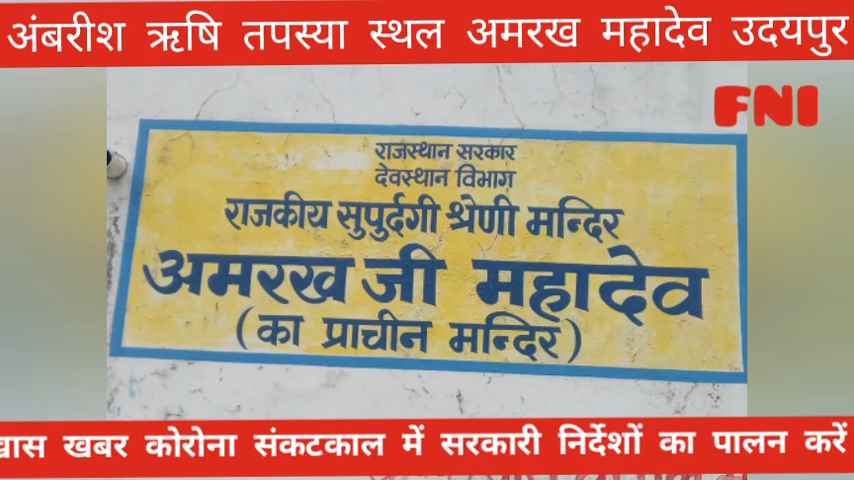 अंबरीश ऋषि तपस्या स्थल अमरख महादेव उदयपुर
FNI
राजस्थान सरकार
देवस्थान विभाग
राजकीय सुपुर्दगी श्रेणी मन्दिर
अमरख जी महादेव
(का प्राचीन मन्दिर)
खास खबर कोरोना संकटकाल में सरकारी निर्देशों का पालन करें